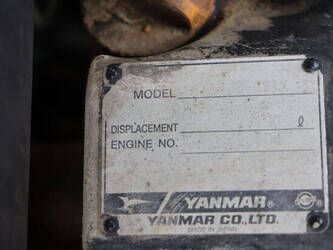 MODEL
DISPLACEMENT ℓ
ENGINE NO.
YANMAR®
YANMAR CO., LTD.
MADE IN JAPAN